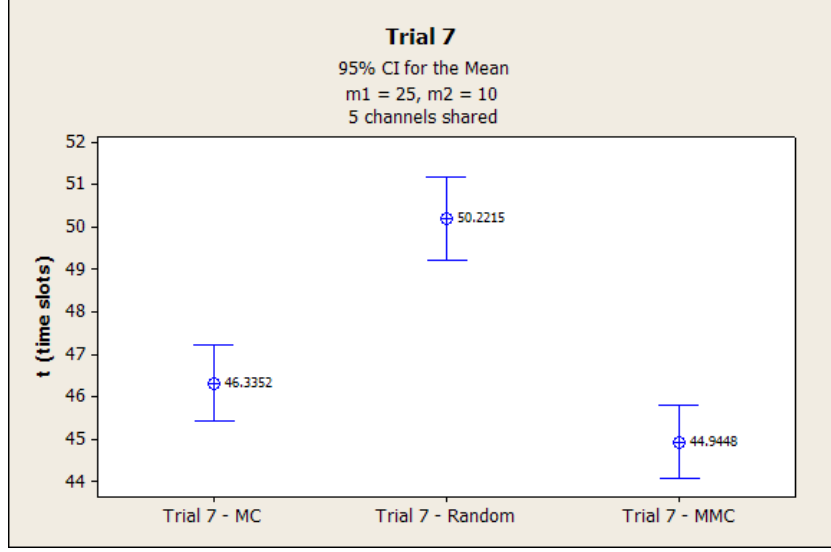 Trial 7
95% CI for the Mean
m1 = 25, m2 = 10
5 channels shared
t (time slots)
52
51
50
49
48
47
46
45
44
46.3352
50.2215
44.9448
Trial 7 - MC
Trial 7 - Random
Trial 7 - MMC